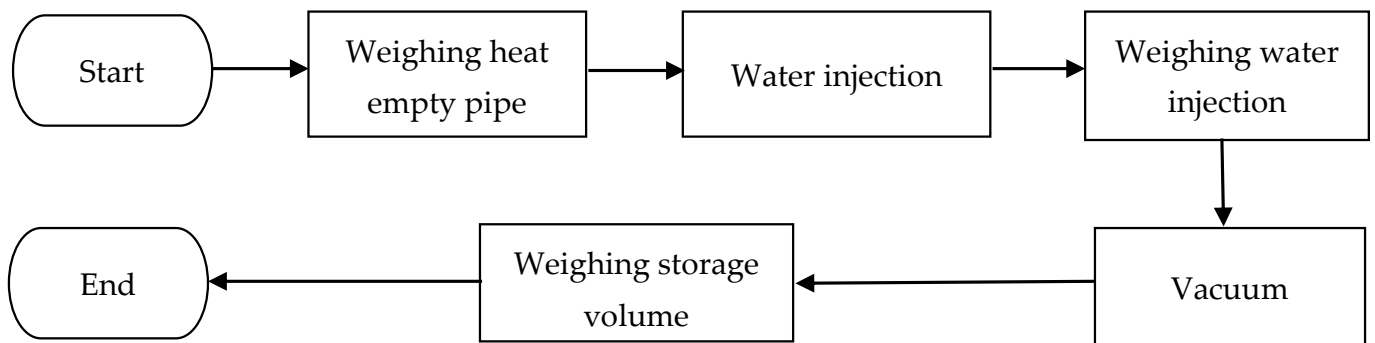 Start
Weighing heat
empty pipe
Water injection
Weighing water
injection
Vacuum
Weighing storage
volume
End